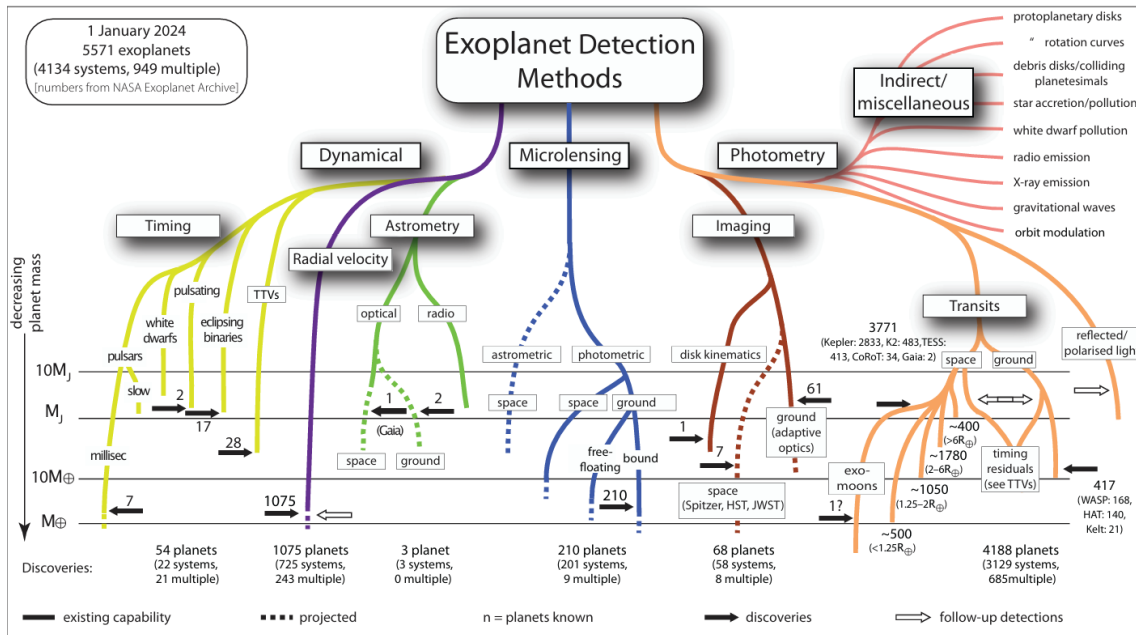 1 January 2024
5571 exoplanets
(4134 systems, 949 multiple)
[numbers from NASA Exoplanet Archive]
Exoplanet Detection
Methods
protoplanetary disks
“ rotation curves
debris disks/colliding
planetesimals
star accretion/pollution
white dwarf pollution
radio emission
X-ray emission
gravitational waves
orbit modulation
Indirect/
miscellaneous
Dynamical
Microlensing
Photometry
Timing
Astrometry
Imaging
Radial velocity
Transits
decreasing
planet mass
pulsars
slow
millisec
white
dwarfs
pulsating
eclipsing
binaries
TTVs
optical
radio
space
ground
astrometric
photometric
space
space
ground
free-
floating
bound
disk kinematics
ground
(adaptive
optics)
space
(Spitzer, HST, JWST)
3771
(Kepler: 2833, K2: 483,TESS:
413, CoRoT: 34, Gaia: 2)
space
ground
reflected/
polarised light
exo-
moons
timing
residuals
(see TTVs)
~400
(>6R⊕)
~1780
(2–6R⊕)
~1050
(1.25–2R⊕)
~500
(<1.25R⊕)
417
(WASP: 168,
HAT: 140,
Kelt: 21)
10MJ
MJ
10M⊕
M⊕
2
17
28
7
1075
1
(Gaia)
2
210
1
7
61
1?
Discoveries:
54 planets
(22 systems,
21 multiple)
1075 planets
(725 systems,
243 multiple)
3 planet
(3 systems,
0 multiple)
210 planets
(201 systems,
9 multiple)
68 planets
(58 systems,
8 multiple)
4188 planets
(3129 systems,
685multiple)
existing capability
projected
n = planets known
discoveries
follow-up detections